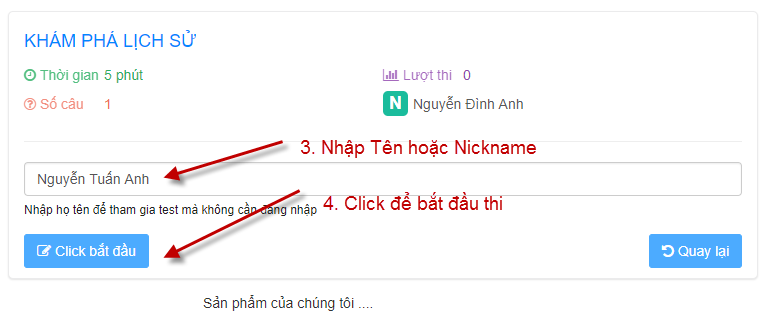 KHÁM PHÁ LỊCH SỬ
Thời gian 5 phút
Lượt thi 0
Số câu 1
N Nguyễn Đình Anh
3. Nhập Tên hoặc Nickname
Nguyễn Tuấn Anh
4. Click để bắt đầu thi
Nhập họ tên để tham gia test mà không cần đăng nhập
Click bắt đầu
Quay lại
Sản phẩm của chúng tôi ....